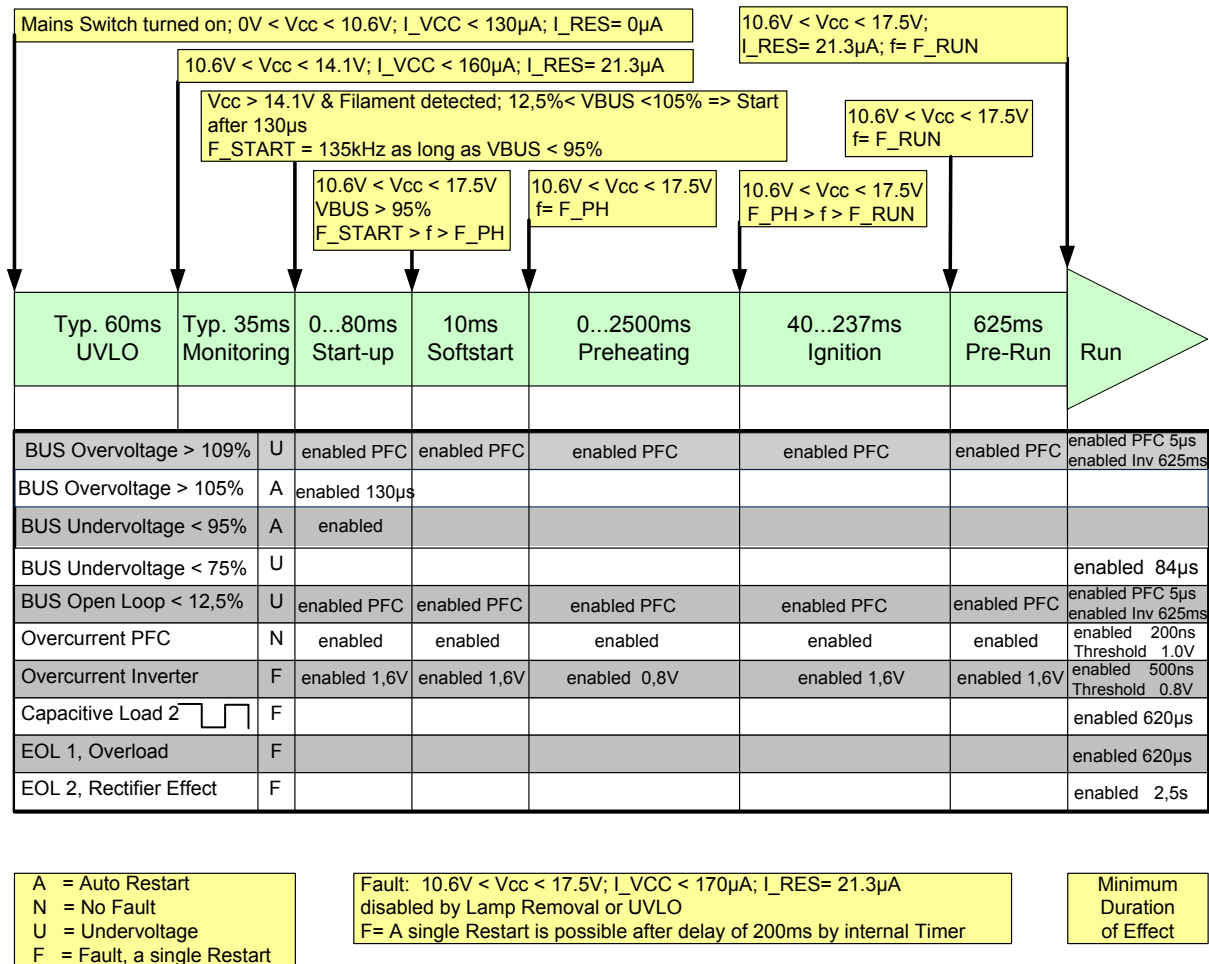 Mains Switch turned on; 0V < Vcc < 10.6V; I_VCC < 130µA; I_RES= 0µA
10.6V < Vcc < 17.5V;
I_RES= 21.3µA; f= F_RUN
10.6V < Vcc < 14.1V; I_VCC < 160µA; I_RES= 21.3µA
Vcc > 14.1V & Filament detected; 12,5%< VBUS <105% => Start
after 130µs
F_START = 135kHz as long as VBUS < 95%
10.6V < Vcc < 17.5V
f= F_RUN
10.6V < Vcc < 17.5V
VBUS > 95%
F_START > f > F_PH
10.6V < Vcc < 17.5V
f= F_PH
10.6V < Vcc < 17.5V
F_PH > f > F_RUN
Typ. 60ms
UVLO
Typ. 35ms
Monitoring
0...80ms
Start-up
10ms
Softstart
0...2500ms
Preheating
40...237ms
Ignition
625ms
Pre-Run
Run
BUS Overvoltage > 109% U enabled PFC enabled PFC enabled PFC enabled PFC enabled PFC enabled PFC 5µs
enabled Inv 625ms
BUS Overvoltage > 105% A enabled 130µs
BUS Undervoltage < 95% A enabled
BUS Undervoltage < 75% U enabled 84µs
BUS Open Loop < 12,5% U enabled PFC enabled PFC enabled PFC enabled PFC enabled PFC enabled PFC 5µs
enabled Inv 625ms
Overcurrent PFC N enabled enabled enabled enabled enabled enabled 200ns
Threshold 1.0V
Overcurrent Inverter F enabled 1,6V enabled 1,6V enabled 0,8V enabled 1,6V enabled 1,6V enabled 500ns
Threshold 0.8V
Capacitive Load 2 F enabled 620µs
EOL 1, Overload F enabled 620µs
EOL 2, Rectifier Effect F enabled 2,5s
A = Auto Restart
N = No Fault
U = Undervoltage
F = Fault, a single Restart
Fault: 10.6V < Vcc < 17.5V; I_VCC < 170µA; I_RES= 21.3µA
disabled by Lamp Removal or UVLO
F= A single Restart is possible after delay of 200ms by internal Timer
Minimum
Duration
of Effect